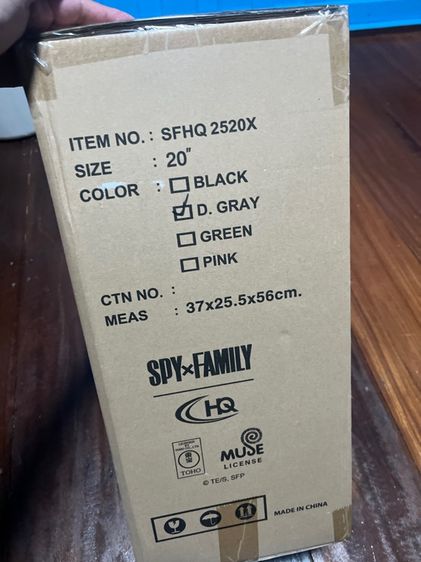 ITEM NO. : SFHQ 2520X
SIZE : 20"
COLOR : BLACK
D. GRAY
GREEN
PINK
CTN NO. :
MEAS : 37x25.5x56cm.
SPY×FAMILY
HQ
TOHO
MUSE
LICENSE
© TE/S, SFP
MADE IN CHINA